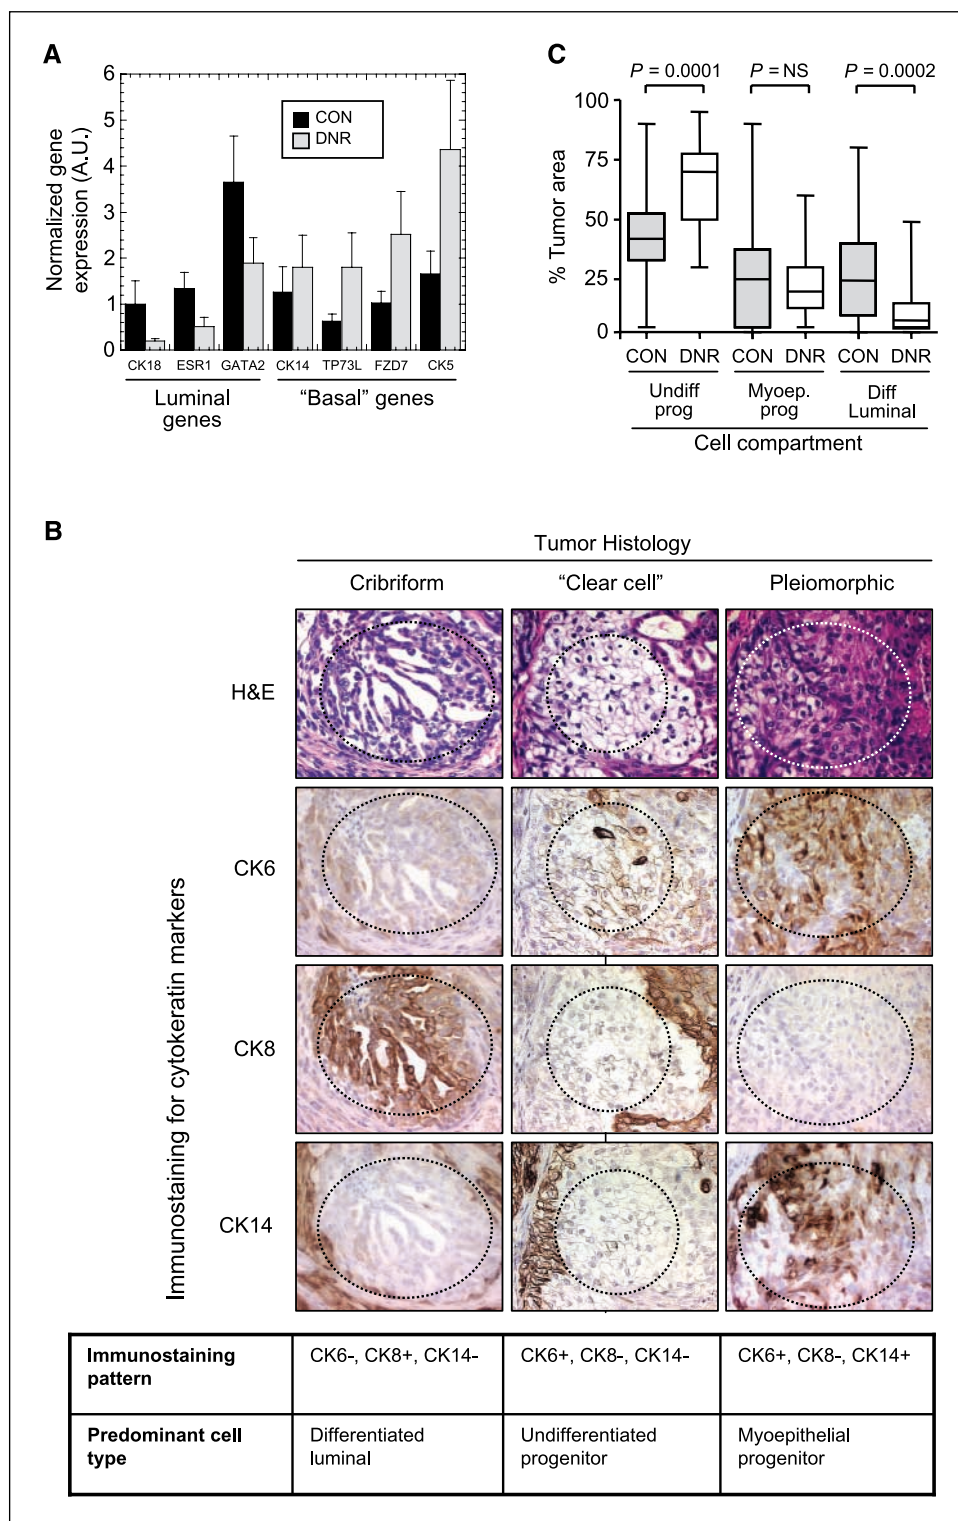 A
Normalized gene
expression (A.U.)
6
5
4
3
2
1
0
CON
DNR
CK18 ESR1 GATA2 CK14 TP73L FZD7 CK5
Luminal
genes
"Basal" genes
C
P = 0.0001 P = NS P = 0.0002
% Tumor area
100
75
50
25
0
CON DNR CON DNR CON DNR
Undiff
prog
Myoep.
prog
Diff
Luminal
Cell compartment
B
Tumor Histology
Cribriform "Clear cell" Pleiomorphic
Immunostaining for cytokeratin markers
H&E
CK6
CK8
CK14
Immunostaining
pattern
CK6-, CK8+, CK14-
CK6+, CK8-, CK14-
CK6+, CK8-, CK14+
Predominant cell
type
Differentiated
luminal
Undifferentiated
progenitor
Myoepithelial
progenitor